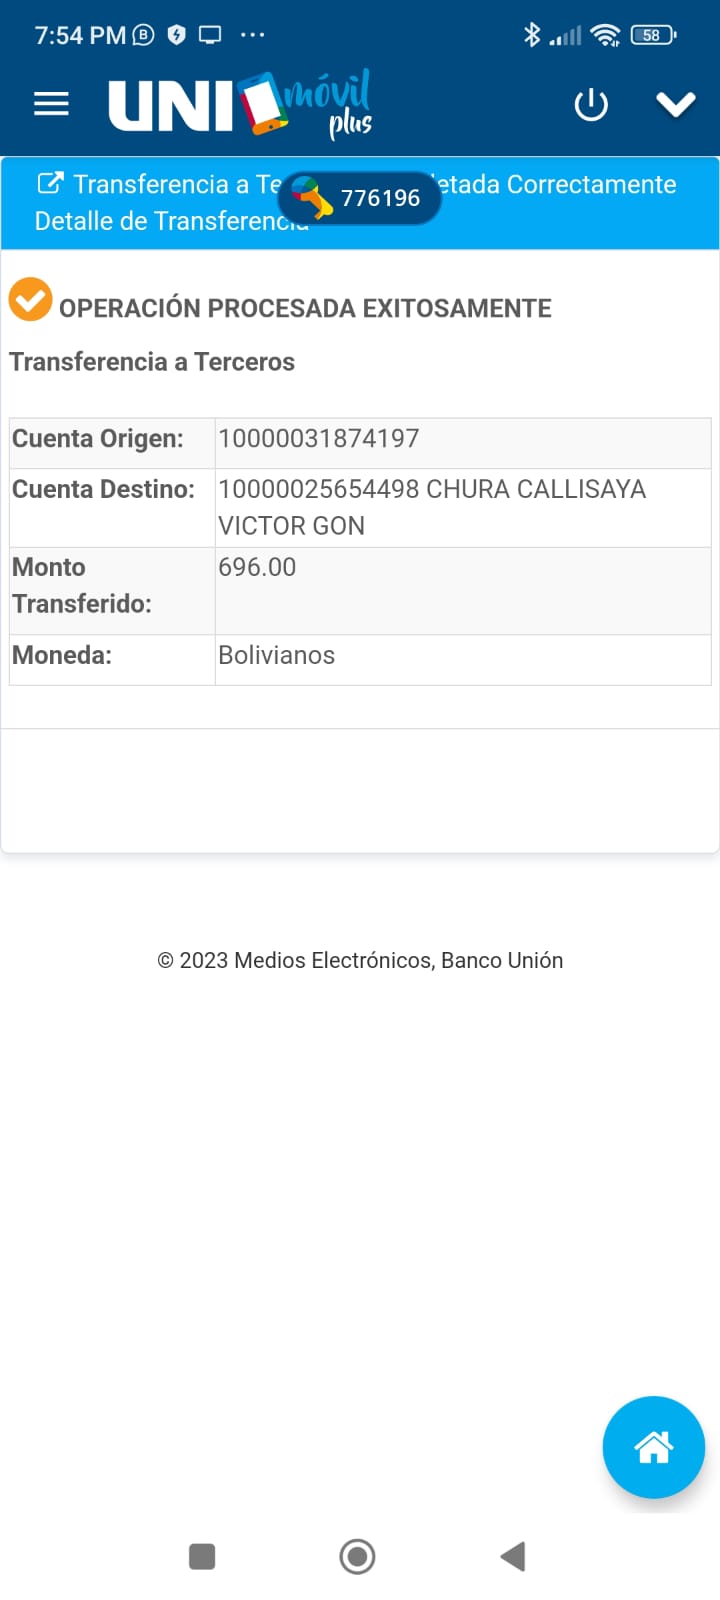 7:54 PM
58
UNI móvil plus
Transferencia a Te etada Correctamente
776196
Detalle de Transferencia
OPERACIÓN PROCESADA EXITOSAMENTE
Transferencia a Terceros
Cuenta Origen: 10000031874197
Cuenta Destino: 10000025654498 CHURA CALLISAYA
VICTOR GON
Monto 696.00
Transferido:
Moneda: Bolivianos
© 2023 Medios Electrónicos, Banco Unión